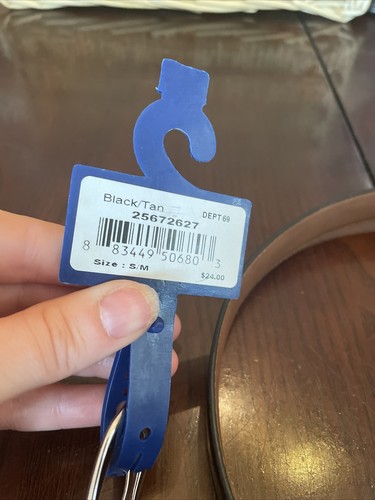 Black/Tan DEPT 69
25672627
8 83449 50680 3
Size : S/M
$24.00